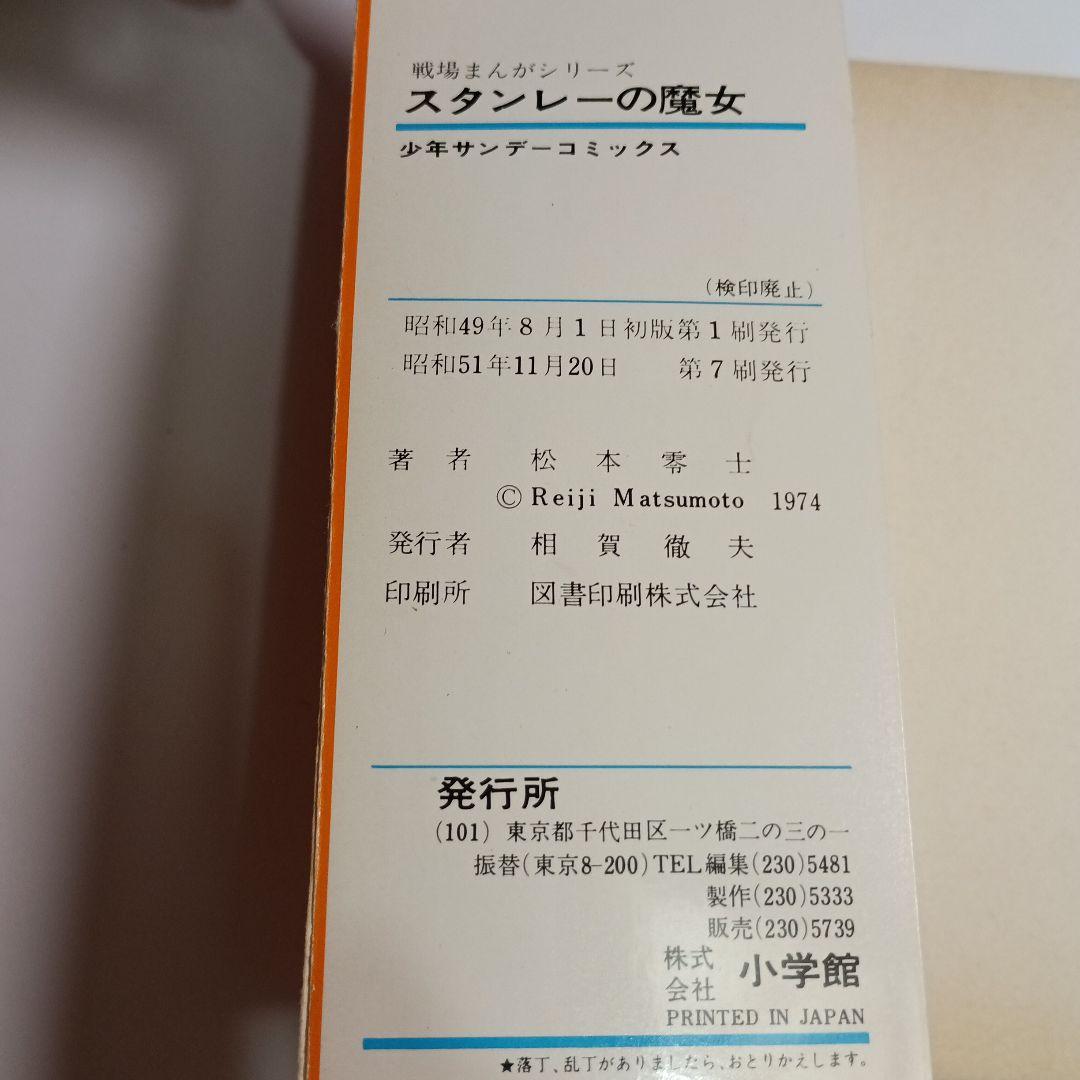 戦場まんがシリーズ
スタンレーの魔女
少年サンデーコミックス
(検印廃止)
昭和49年8月1日初版第1刷発行
昭和51年11月20日 第7刷発行
著者 松本零士
© Reiji Matsumoto 1974
発行者 相賀徹夫
印刷所 図書印刷株式会社
発行所
(101) 東京都千代田区一ツ橋二の三の一
振替(東京8-200) TEL編集(230)5481
製作(230)5333
販売(230)5739
株式会社 小学館
PRINTED IN JAPAN
★落丁、乱丁がありましたら、おとりかえします。